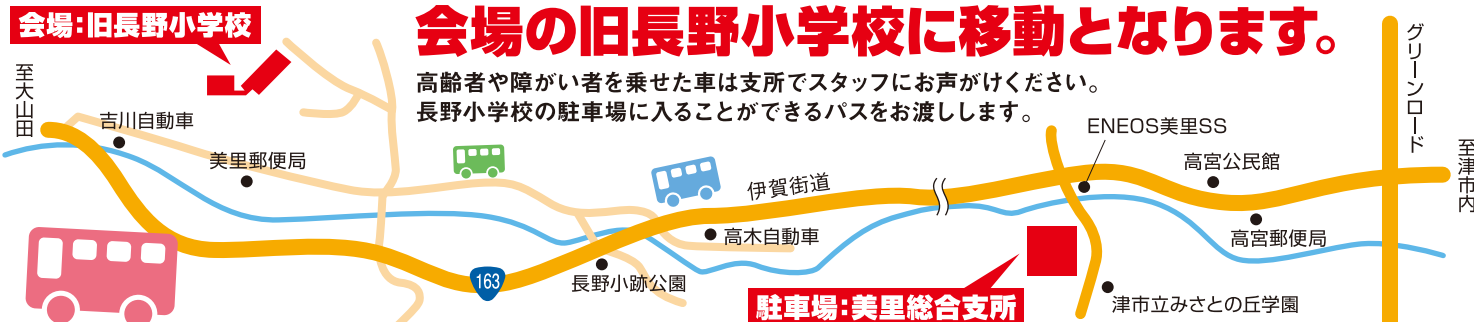 会場:旧長野小学校
会場の旧長野小学校に移動となります。
高齢者や障がい者を乗せた車は支所でスタッフにお声がけください。
長野小学校の駐車場に入ることができるパスをお渡しします。
至大山田
吉川自動車
美里郵便局
伊賀街道
ENEOS美里SS
高宮公民館
グリーンロード
至津市内
高木自動車
高宮郵便局
163
長野小跡公園
駐車場:美里総合支所
津市立みさとの丘学園